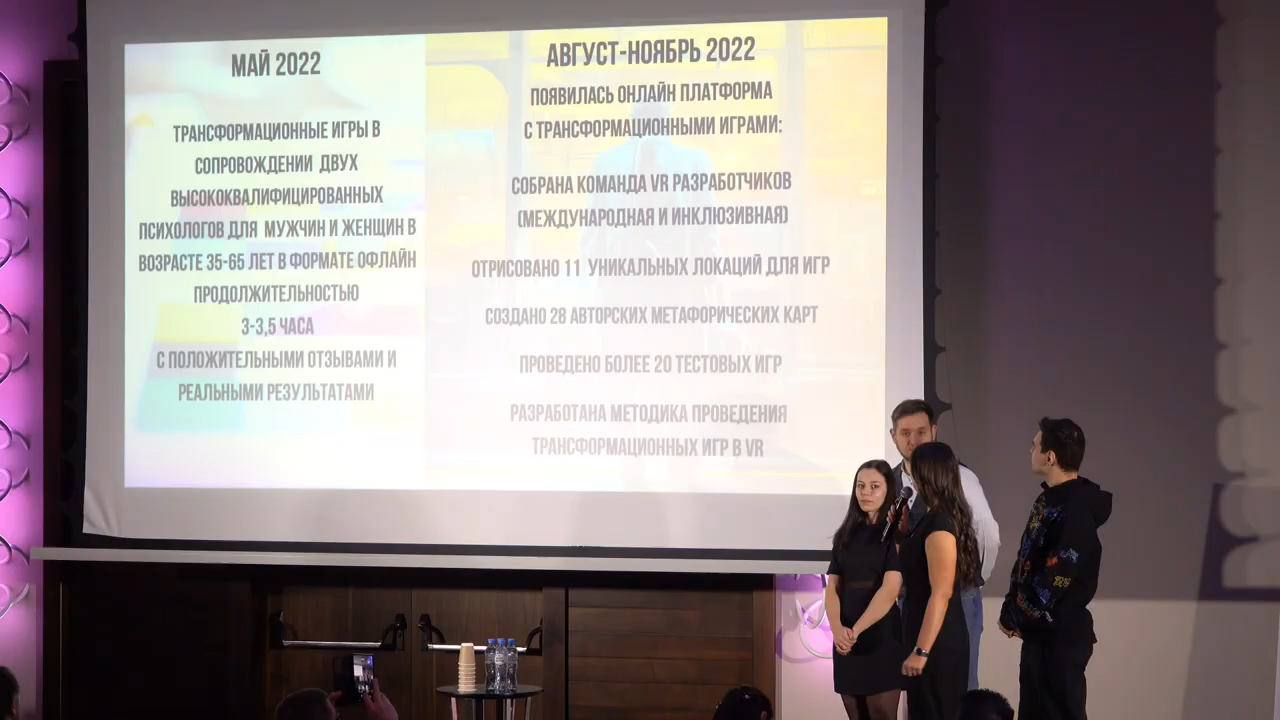 МАЙ 2022
ТРАНСФОРМАЦИОННЫЕ ИГРЫ В
СОПРОВОЖДЕНИИ ДВУХ
ВЫСОКОКВАЛИФИЦИРОВАННЫХ
ПСИХОЛОГОВ ДЛЯ МУЖЧИН И ЖЕНЩИН В
ВОЗРАСТЕ 35-65 ЛЕТ В ФОРМАТЕ ОФЛАЙН
ПРОДОЛЖИТЕЛЬНОСТЬЮ
3-3,5 ЧАСА
С ПОЛОЖИТЕЛЬНЫМИ ОТЗЫВАМИ И
РЕАЛЬНЫМИ РЕЗУЛЬТАТАМИ
АВГУСТ-НОЯБРЬ 2022
ПОЯВИЛАСЬ ОНЛАЙН ПЛАТФОРМА
С ТРАНСФОРМАЦИОННЫМИ ИГРАМИ:
СОБРАНА КОМАНДА VR РАЗРАБОТЧИКОВ
(МЕЖДУНАРОДНАЯ И ИНКЛЮЗИВНАЯ)
ОТРИСОВАНО 11 УНИКАЛЬНЫХ ЛОКАЦИЙ ДЛЯ ИГР
СОЗДАНО 28 АВТОРСКИХ МЕТАФОРИЧЕСКИХ КАРТ
ПРОВЕДЕНО БОЛЕЕ 20 ТЕСТОВЫХ ИГР
РАЗРАБОТАНА МЕТОДИКА ПРОВЕДЕНИЯ
ТРАНСФОРМАЦИОННЫХ ИГР В VR